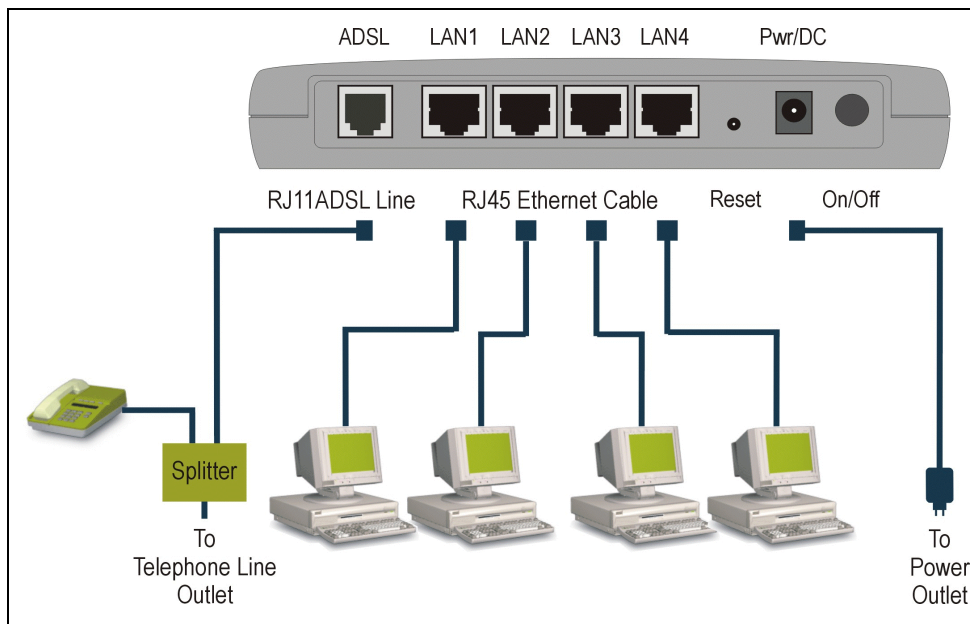 ADSL LAN1 LAN2 LAN3 LAN4 Pwr/DC
RJ11ADSL Line RJ45 Ethernet Cable Reset On/Off
Splitter
To
Telephone Line
Outlet
To
Power
Outlet